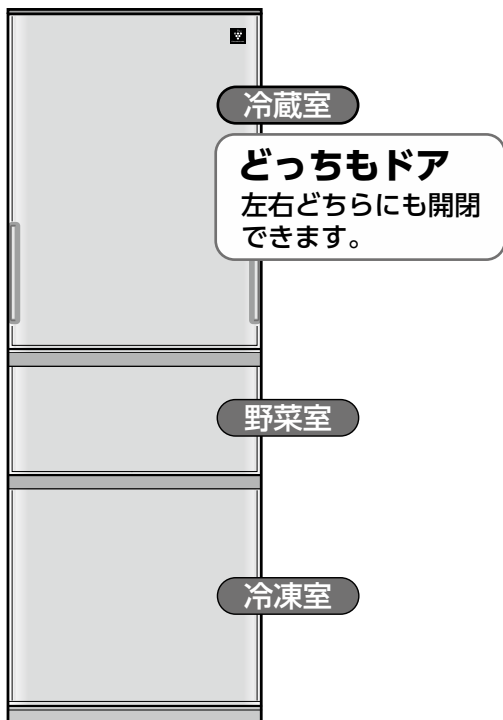 冷蔵室
どっちもドア
左右どちらにも開閉
できます。
野菜室
冷凍室